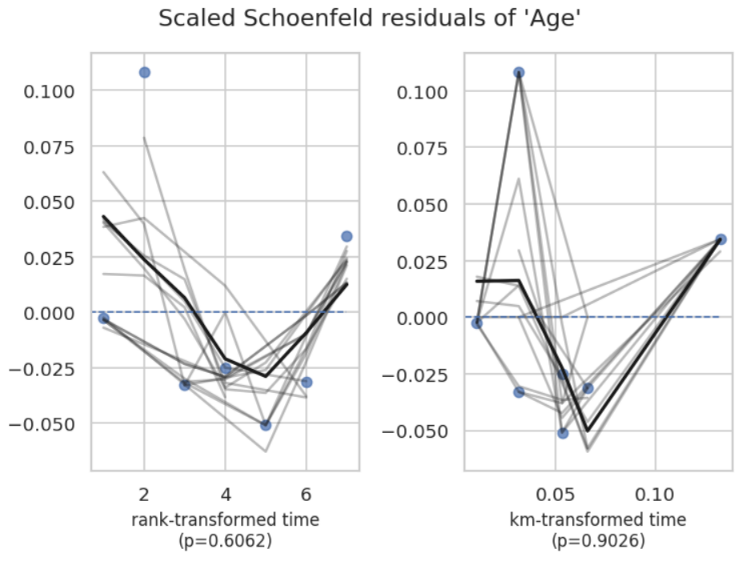 Scaled Schoenfeld residuals of 'Age'
0.100
0.075
0.050
0.025
0.000
−0.025
−0.050
2 4 6
rank-transformed time
(p=0.6062)
0.100
0.075
0.050
0.025
0.000
−0.025
−0.050
0.05 0.10
km-transformed time
(p=0.9026)